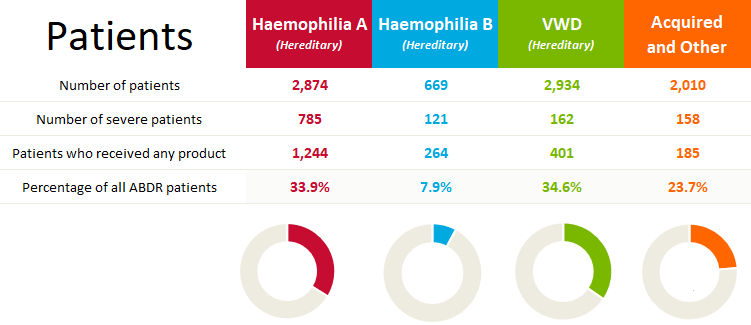 Patients
Haemophilia A Haemophilia B VWD Acquired and Other
(Hereditary) (Hereditary) (Hereditary)
Number of patients 2,874 669 2,934 2,010
Number of severe patients 785 121 162 158
Patients who received any product 1,244 264 401 185
Percentage of all ABDR patients 33.9% 7.9% 34.6% 23.7%